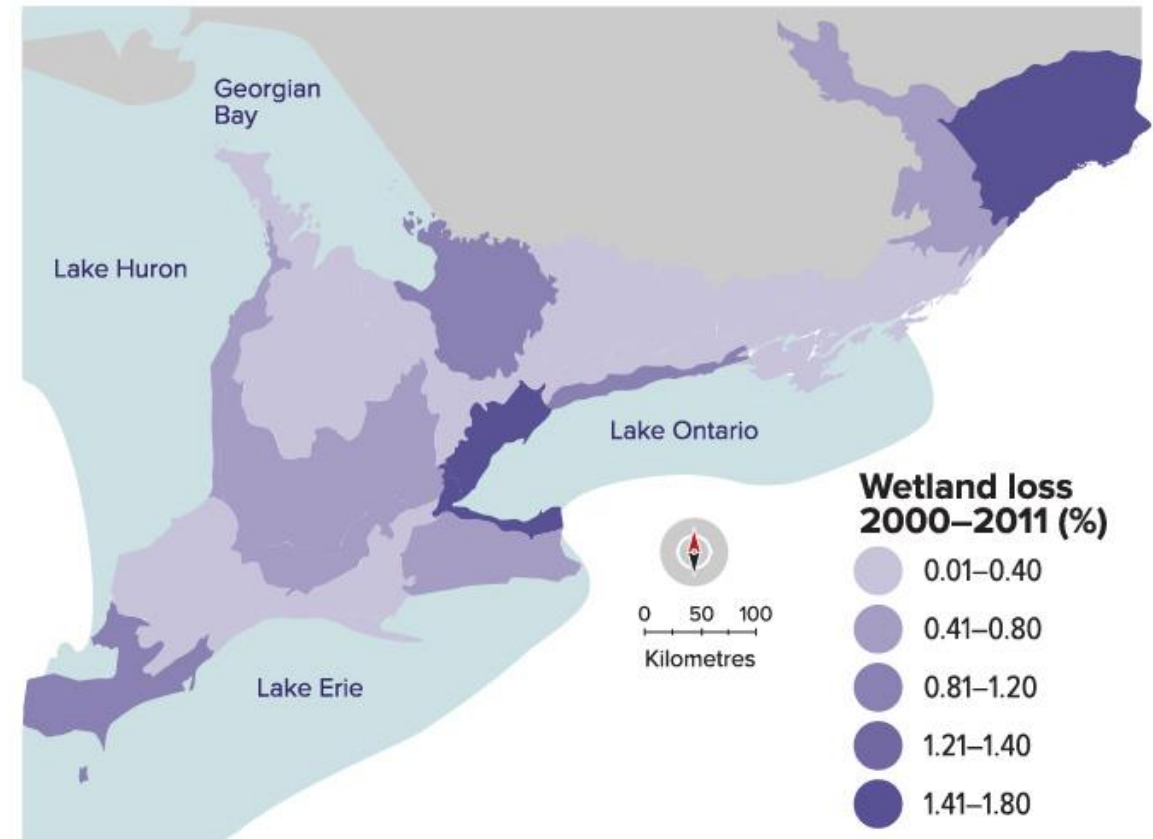 Georgian
Bay
Lake Huron
Lake Ontario
Lake Erie
0 50 100
Kilometres
Wetland loss
2000–2011 (%)
0.01–0.40
0.41–0.80
0.81–1.20
1.21–1.40
1.41–1.80